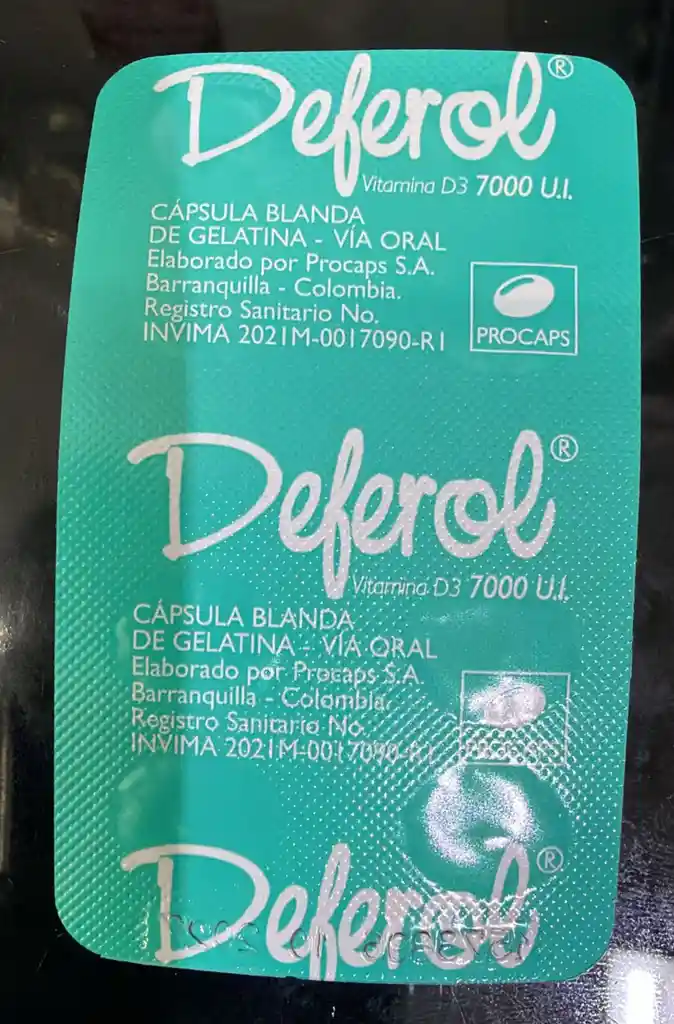 Deferol®
Vitamina D3 7000 U.I.
CÁPSULA BLANDA
DE GELATINA - VÍA ORAL
Elaborado por Procaps S.A.
Barranquilla - Colombia.
Registro Sanitario No.
INVIMA 2021M-0017090-R1
PROCAPS
Deferol®
Vitamina D3 7000 U.I.
CÁPSULA BLANDA
DE GELATINA - VÍA ORAL
Elaborado por Procaps S.A.
Barranquilla - Colombia.
Registro Sanitario No.
INVIMA 2021M-0017090-R1
PROCAPS
Deferol®